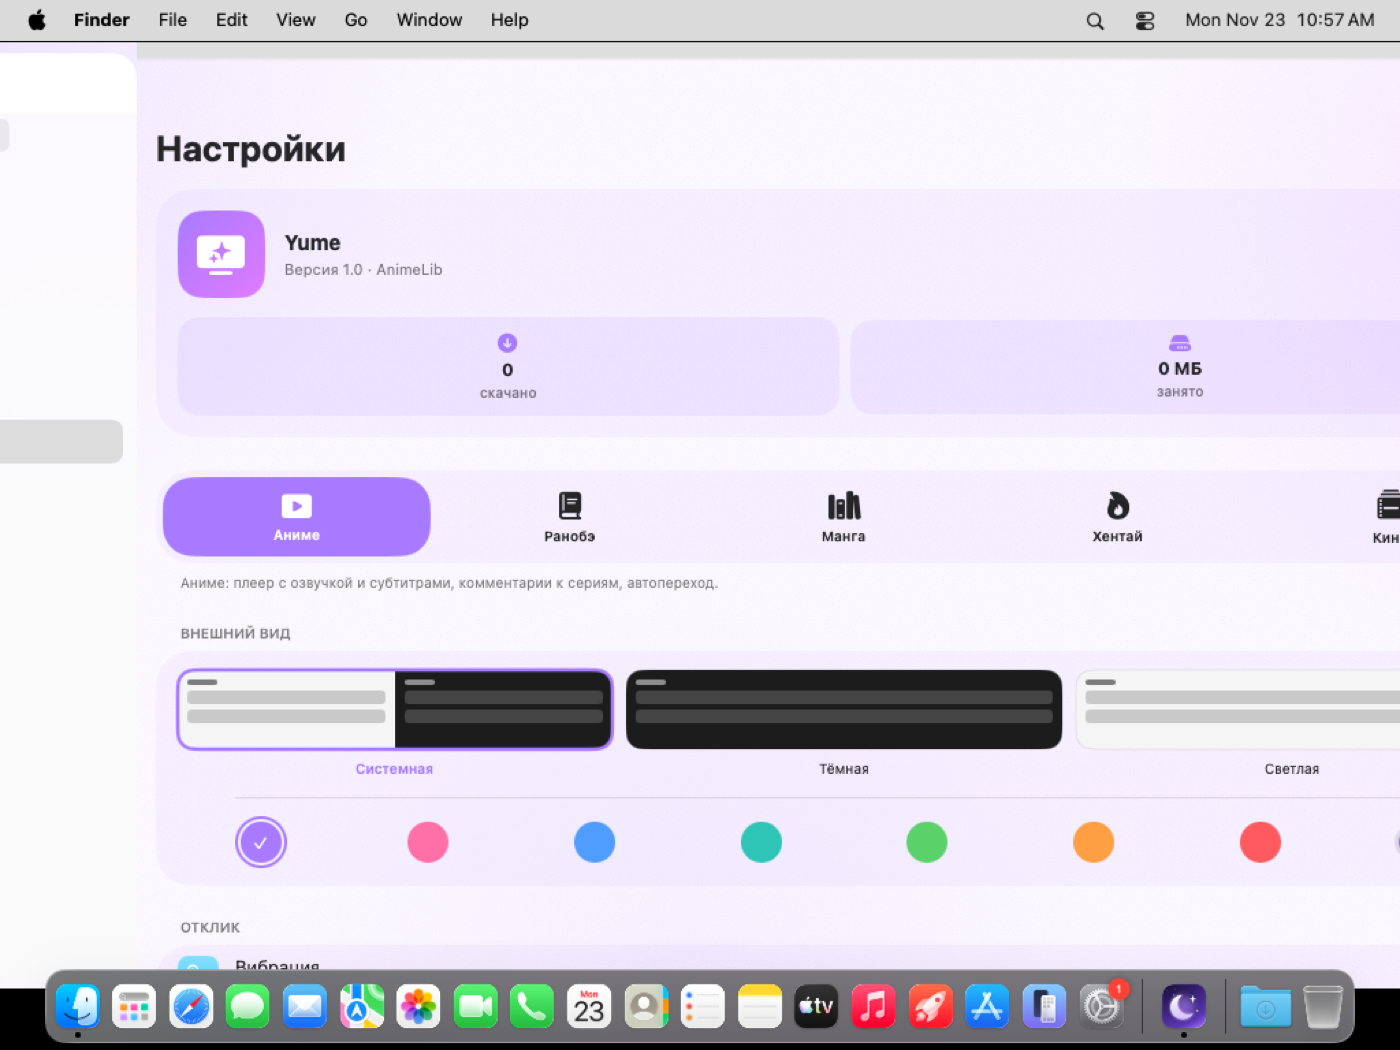 Finder File Edit View Go Window Help Mon Nov 23 10:57 AM
Настройки
Yume
Версия 1.0 · AnimeLib
0
скачано
0 МБ
занято
Аниме Ранобэ Манга Хентай Кин
Аниме: плеер с озвучкой и субтитрами, комментарии к сериям, автопереход.
ВНЕШНИЙ ВИД
Системная Тёмная Светлая
ОТКЛИК
Вибрация
Mon
23
tv
1